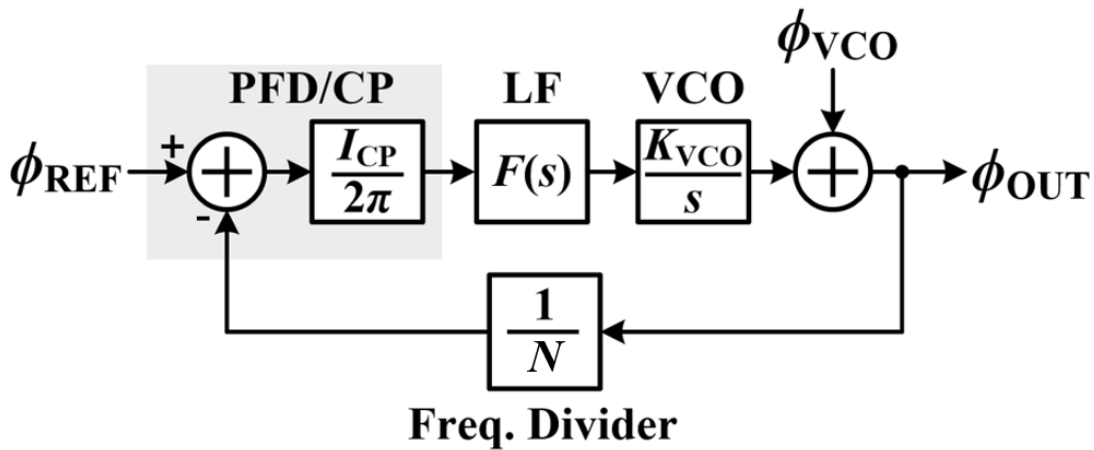 ϕVCO
PFD/CP
LF
VCO
ϕREF
+
-
ICP
2π
F(s)
KVCO
s
ϕOUT
1
N
Freq. Divider